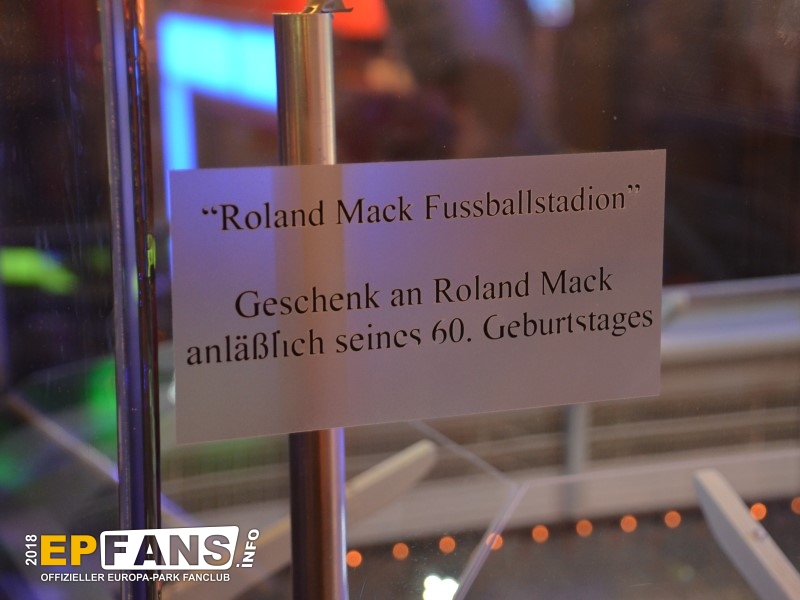 “Roland Mack Fussballstadion”
Geschenk an Roland Mack
anläßlich seines 60. Geburtstages
2018 EPFANS.INFO
OFFIZIELLER EUROPA-PARK FANCLUB